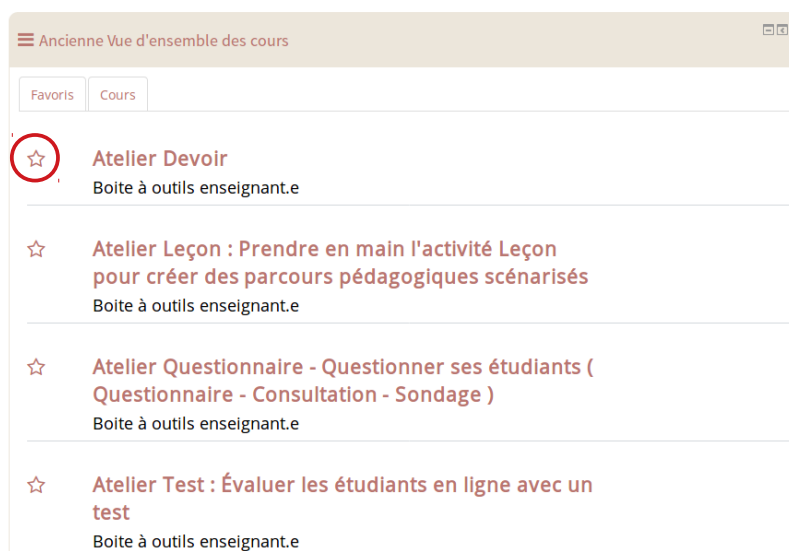 Ancienne Vue d'ensemble des cours
Favoris Cours
Atelier Devoir
Boite à outils enseignant.e
Atelier Leçon : Prendre en main l'activité Leçon
pour créer des parcours pédagogiques scénarisés
Boite à outils enseignant.e
Atelier Questionnaire - Questionner ses étudiants (
Questionnaire - Consultation - Sondage )
Boite à outils enseignant.e
Atelier Test : Évaluer les étudiants en ligne avec un
test
Boite à outils enseignant.e